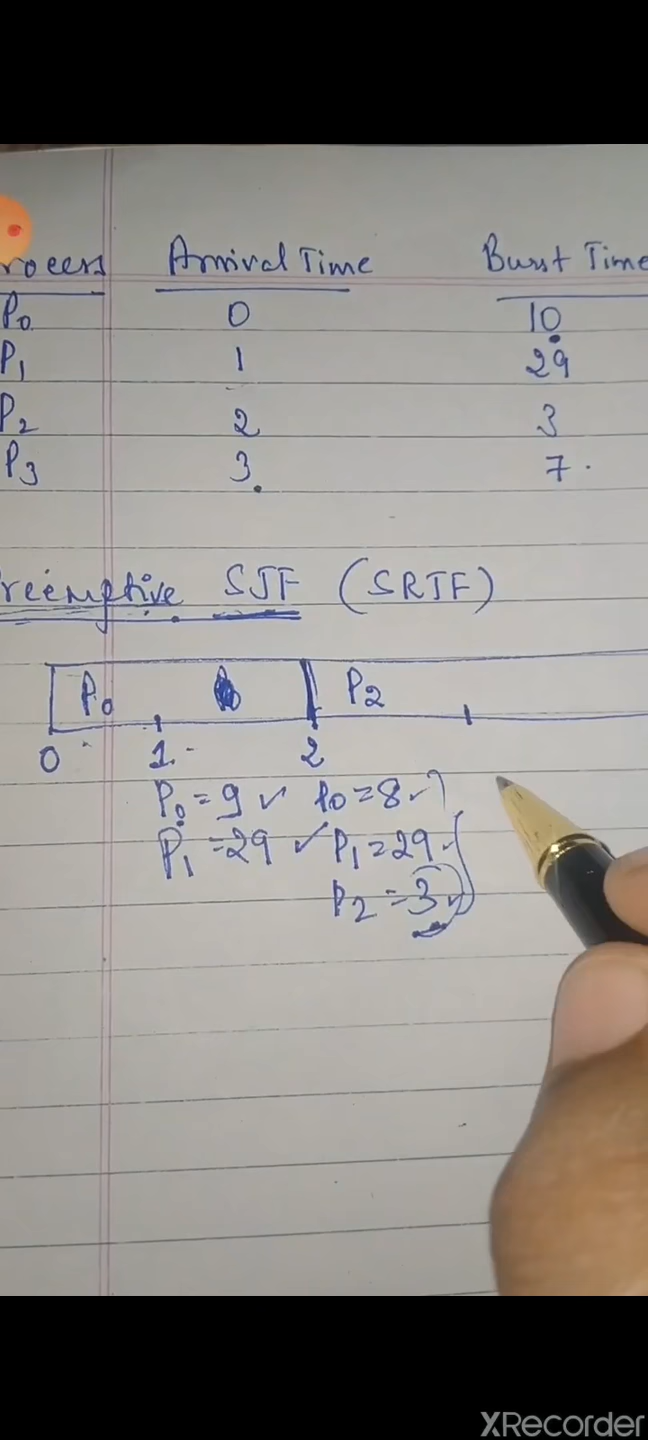 rocess Arrival Time Burst Time
P0 0 10
P1 1 29
P2 2 3
P3 3 7
reemptive SJF (SRTF)
P0 P2
0 1 2
P0 = 9 ✓ P0 = 8 ✓
P1 = 29 ✓ P1 = 29 ✓
P2 = 3 ✓
XRecorder